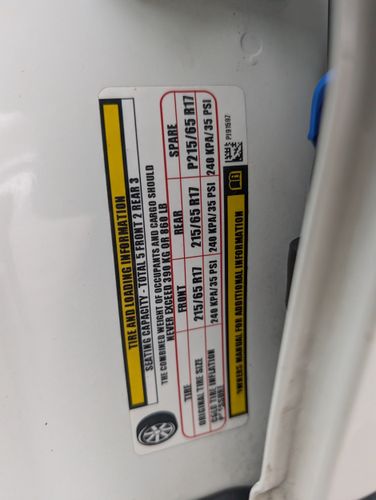 TIRE AND LOADING INFORMATION
SEATING CAPACITY - TOTAL 5 FRONT 2 REAR 3
THE COMBINED WEIGHT OF OCCUPANTS AND CARGO SHOULD
NEVER EXCEED 390 KG OR 860 LB
TIRE FRONT REAR SPARE
ORIGINAL TIRE SIZE 215/65 R17 215/65 R17 P215/65 R17
COLD TIRE INFLATION PRESSURE 240 KPA/35 PSI 240 KPA/35 PSI 240 KPA/35 PSI
OWNERS MANUAL FOR ADDITIONAL INFORMATION
P191597